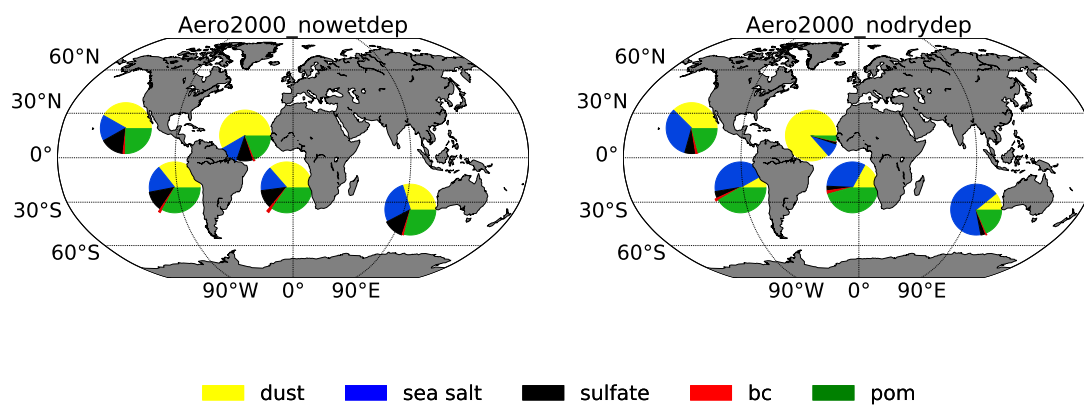 Aero2000_nowetdep
60°N
30°N
0°
30°S
60°S
90°W 0° 90°E
Aero2000_nodrydep
60°N
30°N
0°
30°S
60°S
90°W 0° 90°E
dust sea salt sulfate bc pom